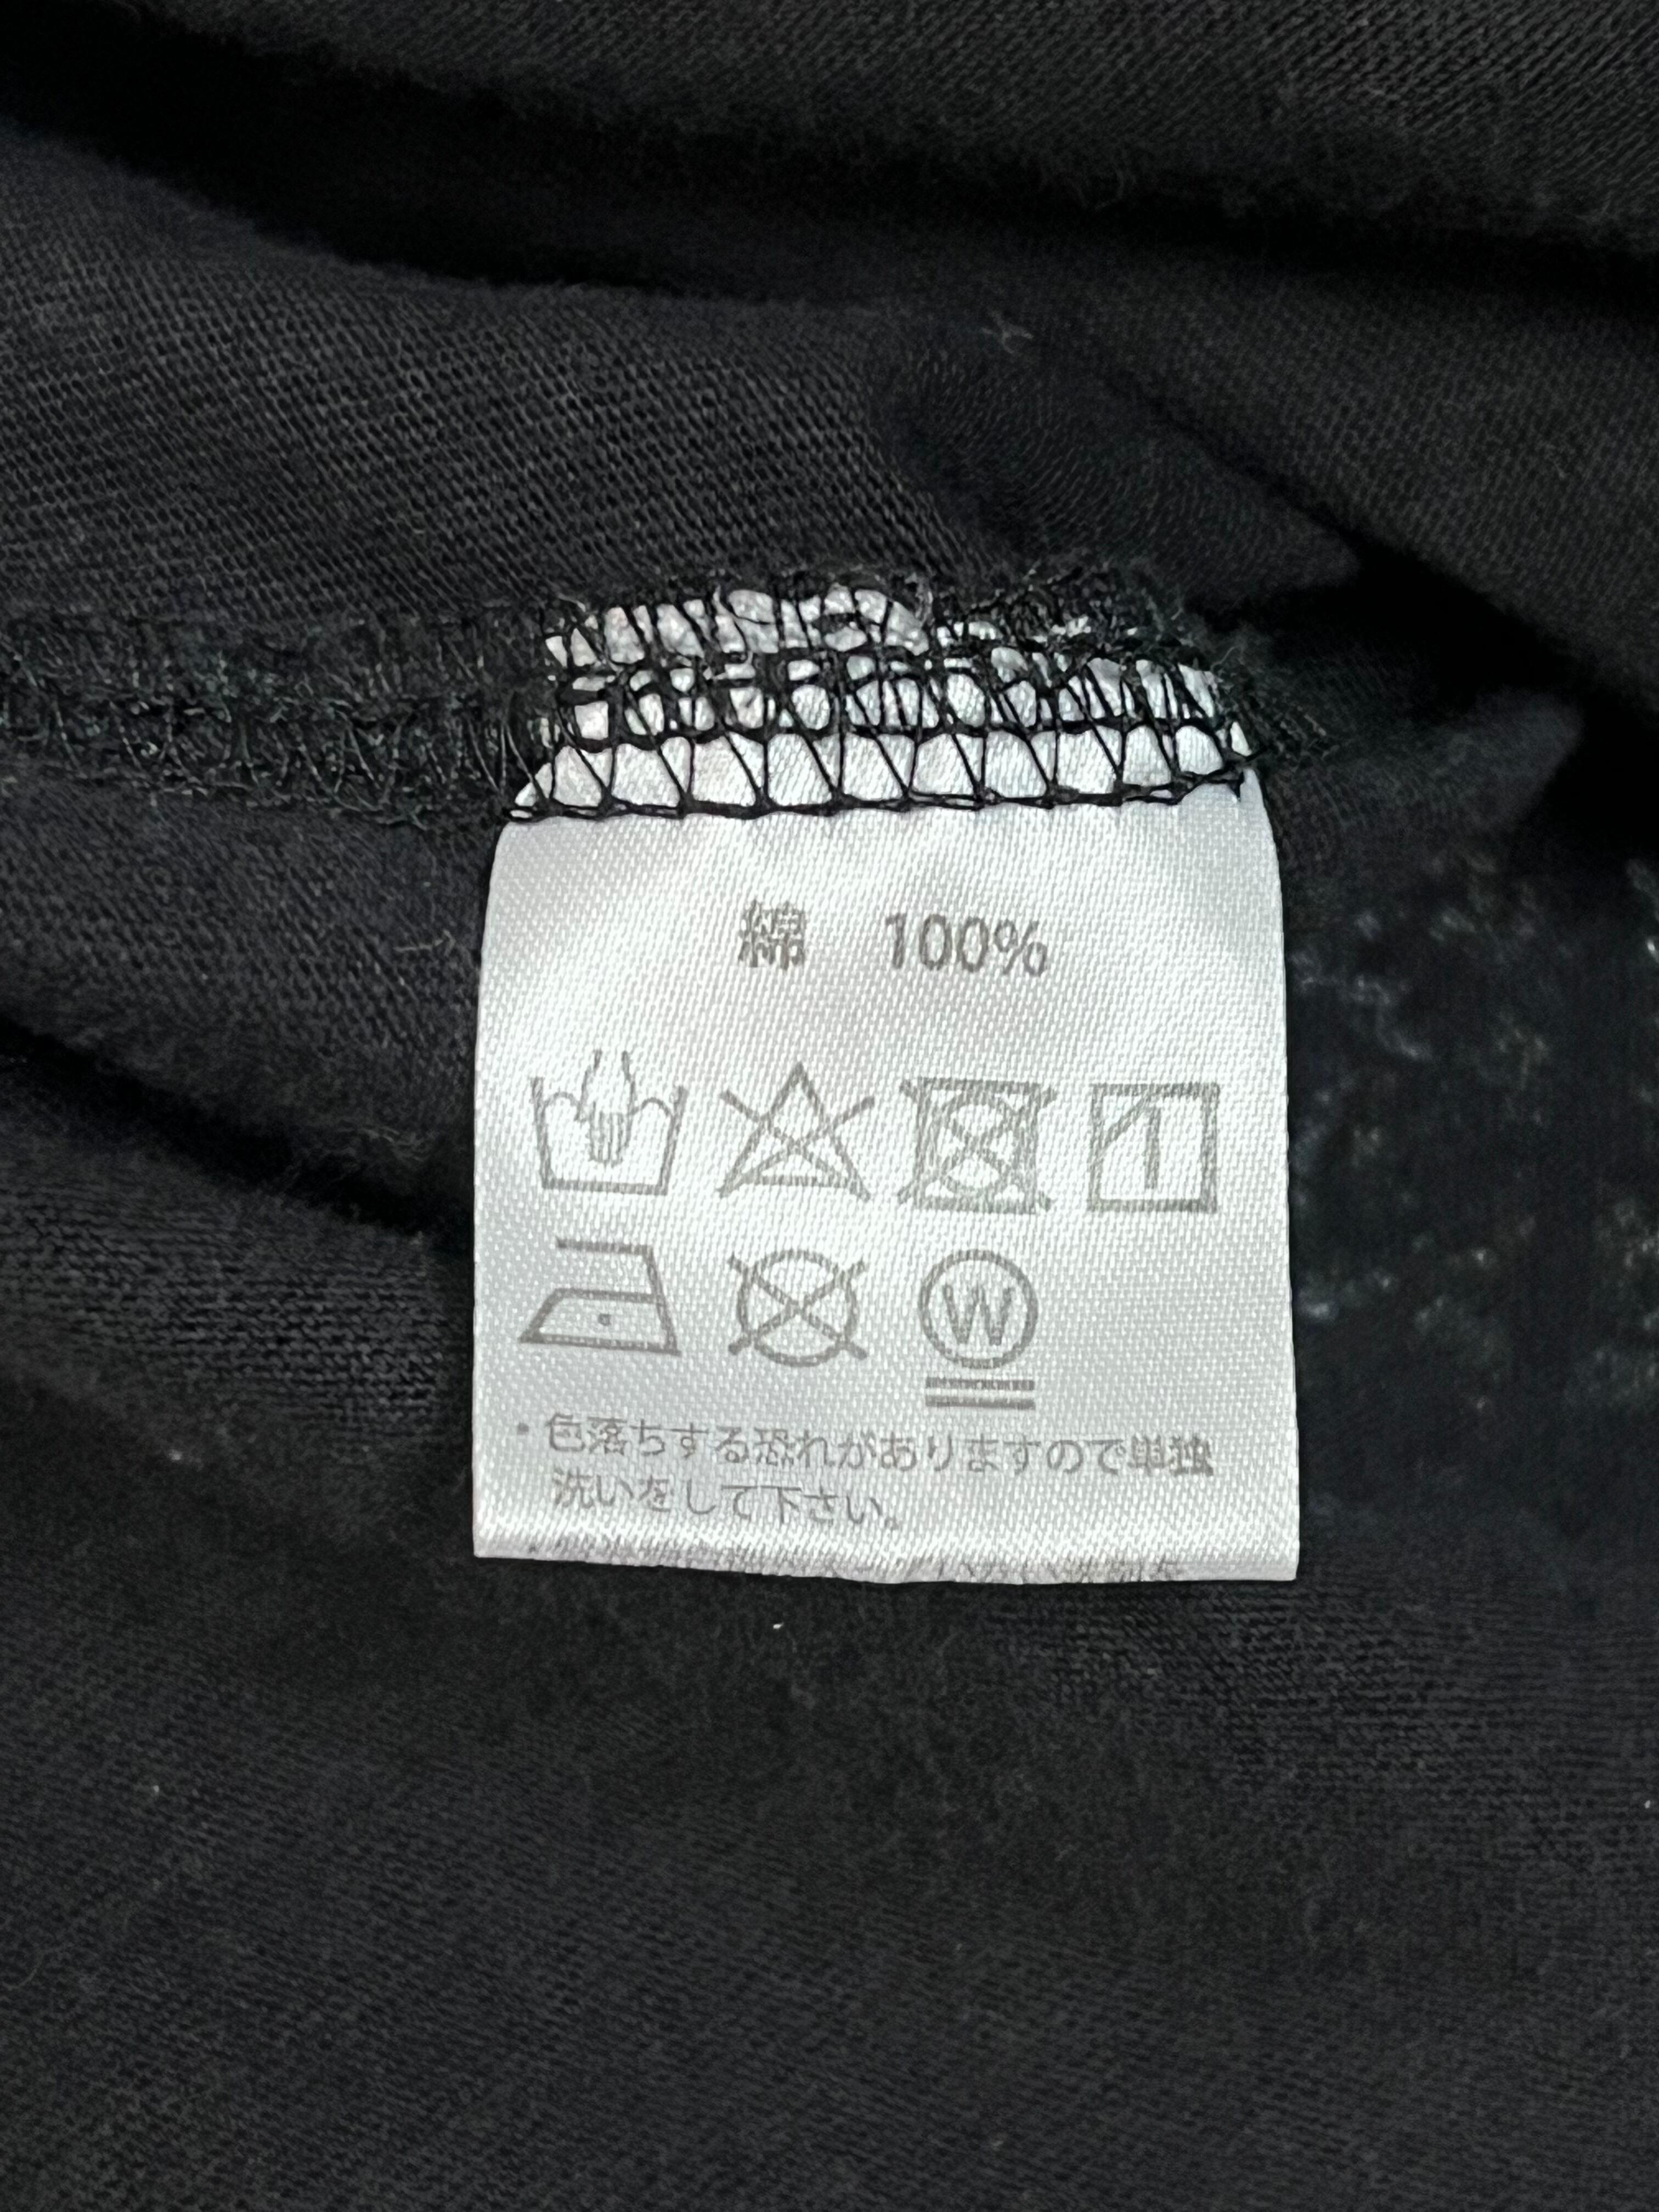 綿 100%
W
・色落ちする恐れがありますので単独
洗いをして下さい。